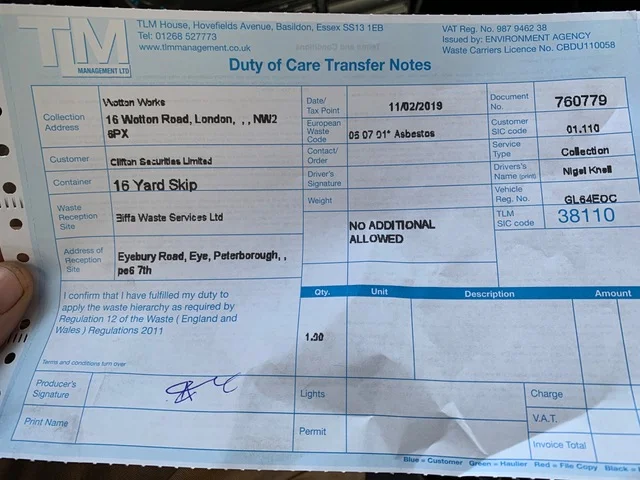 TLM
MANAGEMENT LTD
TLM House, Hovefields Avenue, Basildon, Essex SS13 1EB
Tel: 01268 527773
www.tlmmanagement.co.uk
VAT Reg. No. 987 9462 38
Issued by: ENVIRONMENT AGENCY
Waste Carriers Licence No. CBDU110058
Duty of Care Transfer Notes
Collection Address
Wotton Works
16 Wotton Road, London, , , NW2
6PX
Customer
Clifton Securities Limited
Container
16 Yard Skip
Waste Reception Site
Biffa Waste Services Ltd
Address of Reception Site
Eyebury Road, Eye, Peterborough, ,
pe6 7th
Date/ Tax Point
11/02/2019
European Waste Code
06 07 01* Asbestos
Contact/ Order
Driver's Signature
Weight
NO ADDITIONAL
ALLOWED
Document No.
760779
Customer SIC code
01.110
Service Type
Collection
Drivers's Name (print)
Nigel Knell
Vehicle Reg. No.
GL64EOC
TLM SIC code
38110
I confirm that I have fulfilled my duty to
apply the waste hierarchy as required by
Regulation 12 of the Waste ( England and
Wales ) Regulations 2011
Terms and conditions turn over
Qty.
Unit
Description
Amount
1.00
Producer's Signature
Print Name
Lights
Permit
Charge
V.A.T.
Invoice Total
Blue = Customer Green = Haulier Red = File Copy Black =